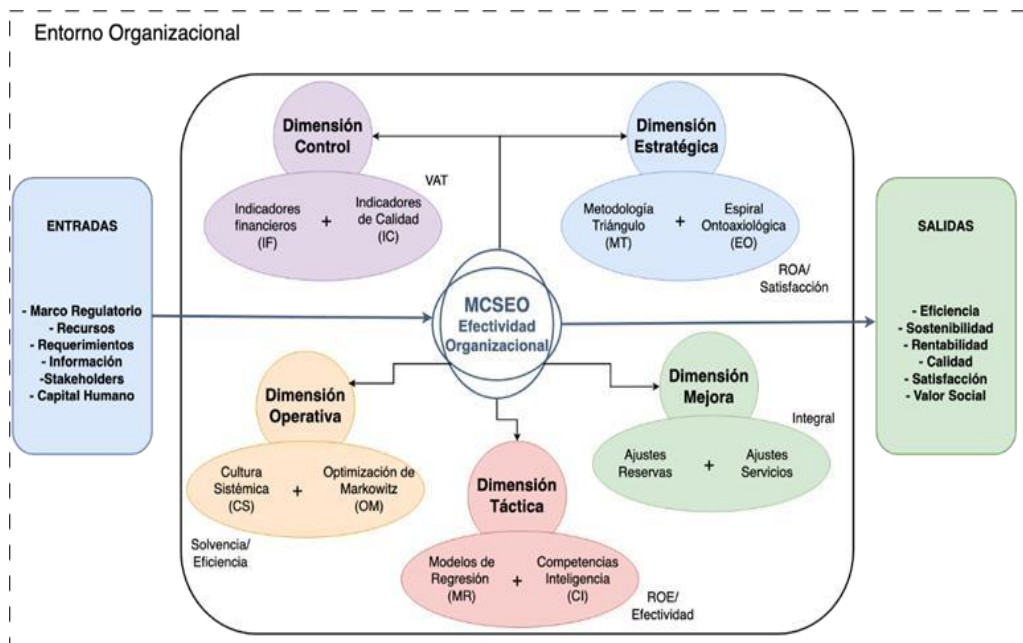 Entorno Organizacional
Dimensión
Control
VAT
Indicadores
financieros
(IF)
+
Indicadores
de Calidad
(IC)
Dimensión
Estratégica
Metodología
Triángulo
(MT)
+
Espiral
Ontoaxiológica
(EO)
ROA/
Satisfacción
ENTRADAS
- Marco Regulatorio
- Recursos
- Requerimientos
- Información
-Stakeholders
- Capital Humano
MCSEO
Efectividad
Organizacional
SALIDAS
- Eficiencia
- Sostenibilidad
- Rentabilidad
- Calidad
- Satisfacción
- Valor Social
Dimensión
Operativa
Cultura
Sistémica
(CS)
+
Optimización de
Markowitz
(OM)
Solvencia/
Eficiencia
Dimensión
Táctica
Modelos de
Regresión
(MR)
+
Competencias
Inteligencia
(CI)
ROE/
Efectividad
Dimensión
Mejora
Integral
Ajustes
Reservas
+
Ajustes
Servicios